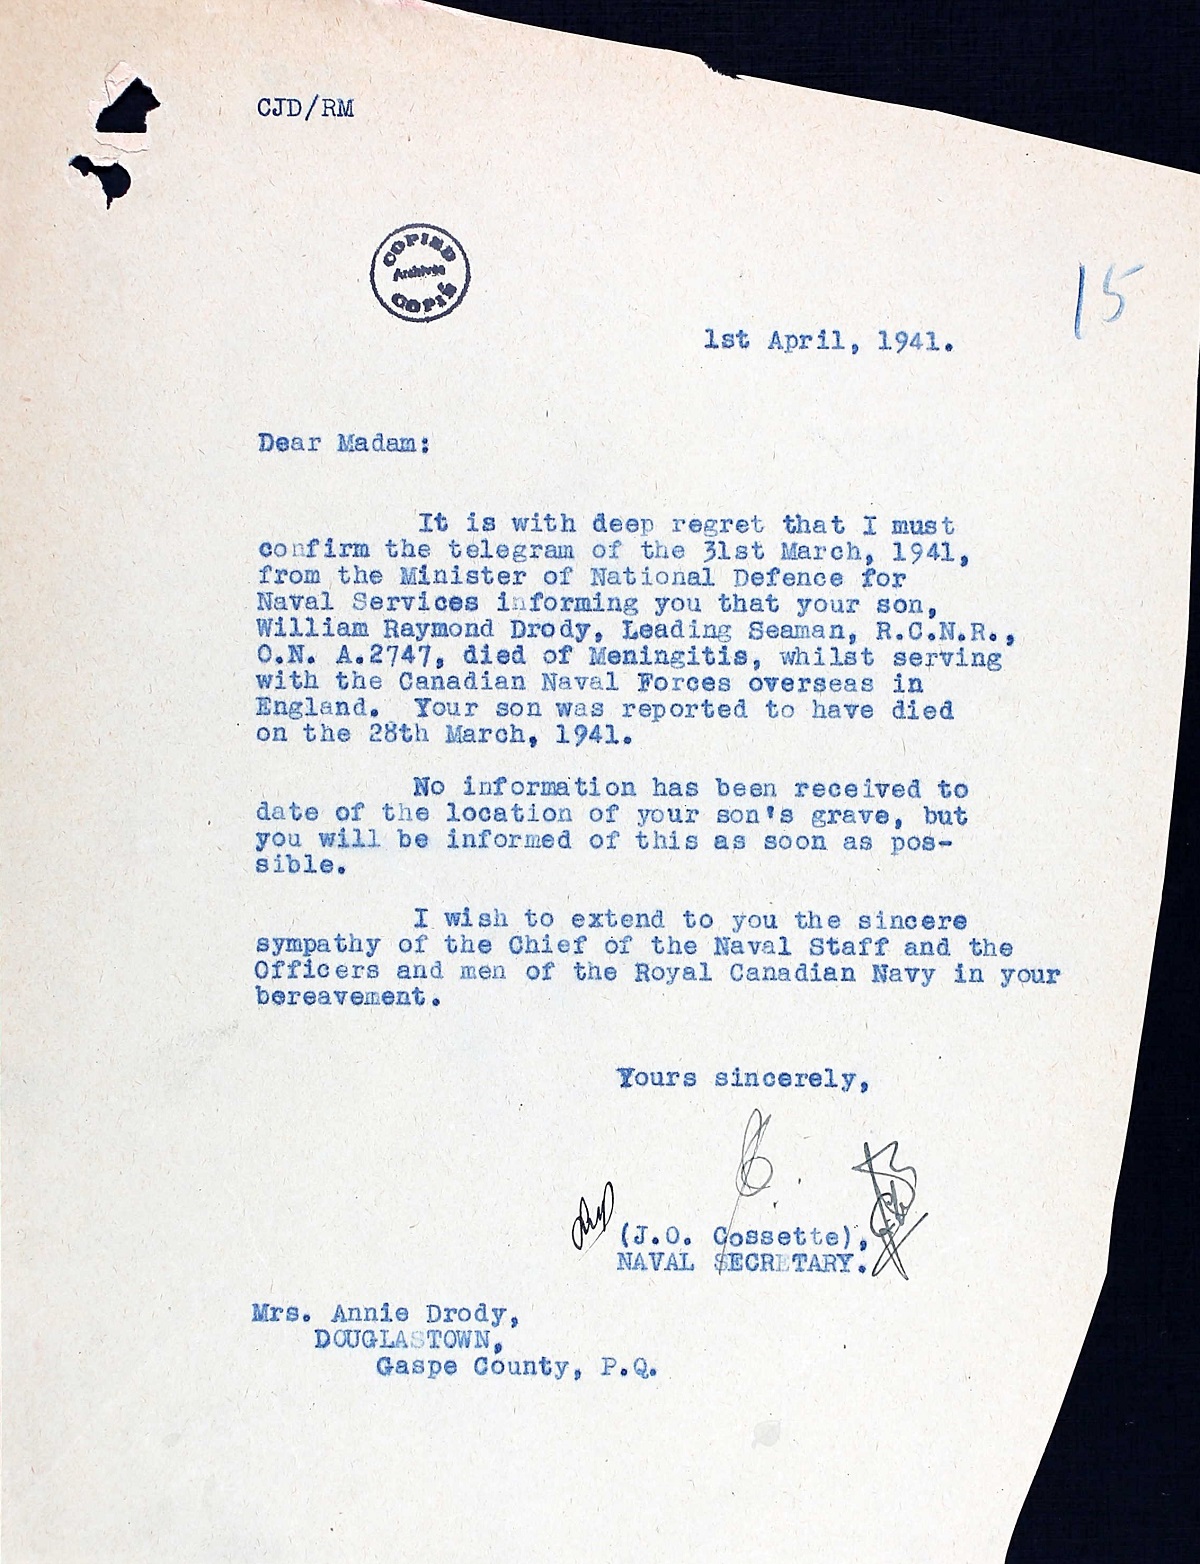 CJD/RM
COPIED
Archives
COPIÉ
15
1st April, 1941.
Dear Madam:
It is with deep regret that I must
confirm the telegram of the 31st March, 1941,
from the Minister of National Defence for
Naval Services informing you that your son,
William Raymond Drody, Leading Seaman, R.C.N.R.,
O.N. A.2747, died of Meningitis, whilst serving
with the Canadian Naval Forces overseas in
England. Your son was reported to have died
on the 28th March, 1941.
No information has been received to
date of the location of your son's grave, but
you will be informed of this as soon as pos-
sible.
I wish to extend to you the sincere
sympathy of the Chief of the Naval Staff and the
Officers and men of the Royal Canadian Navy in your
bereavement.
Yours sincerely,
(J.O. Cossette),
NAVAL SECRETARY.
Mrs. Annie Drody,
DOUGLASTOWN,
Gaspe County, P.Q.